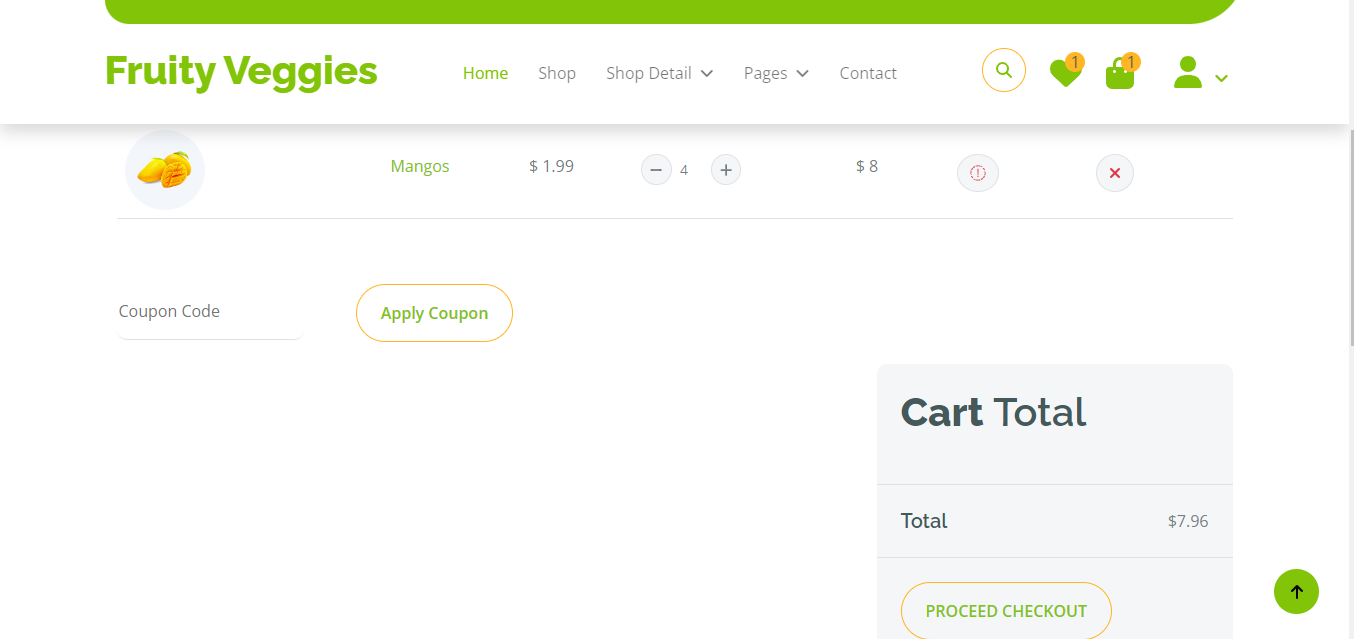 Fruity Veggies
Home Shop Shop Detail Pages Contact 1 1
Mangos $ 1.99 4 $ 8
Coupon Code Apply Coupon
Cart Total
Total $7.96
PROCEED CHECKOUT